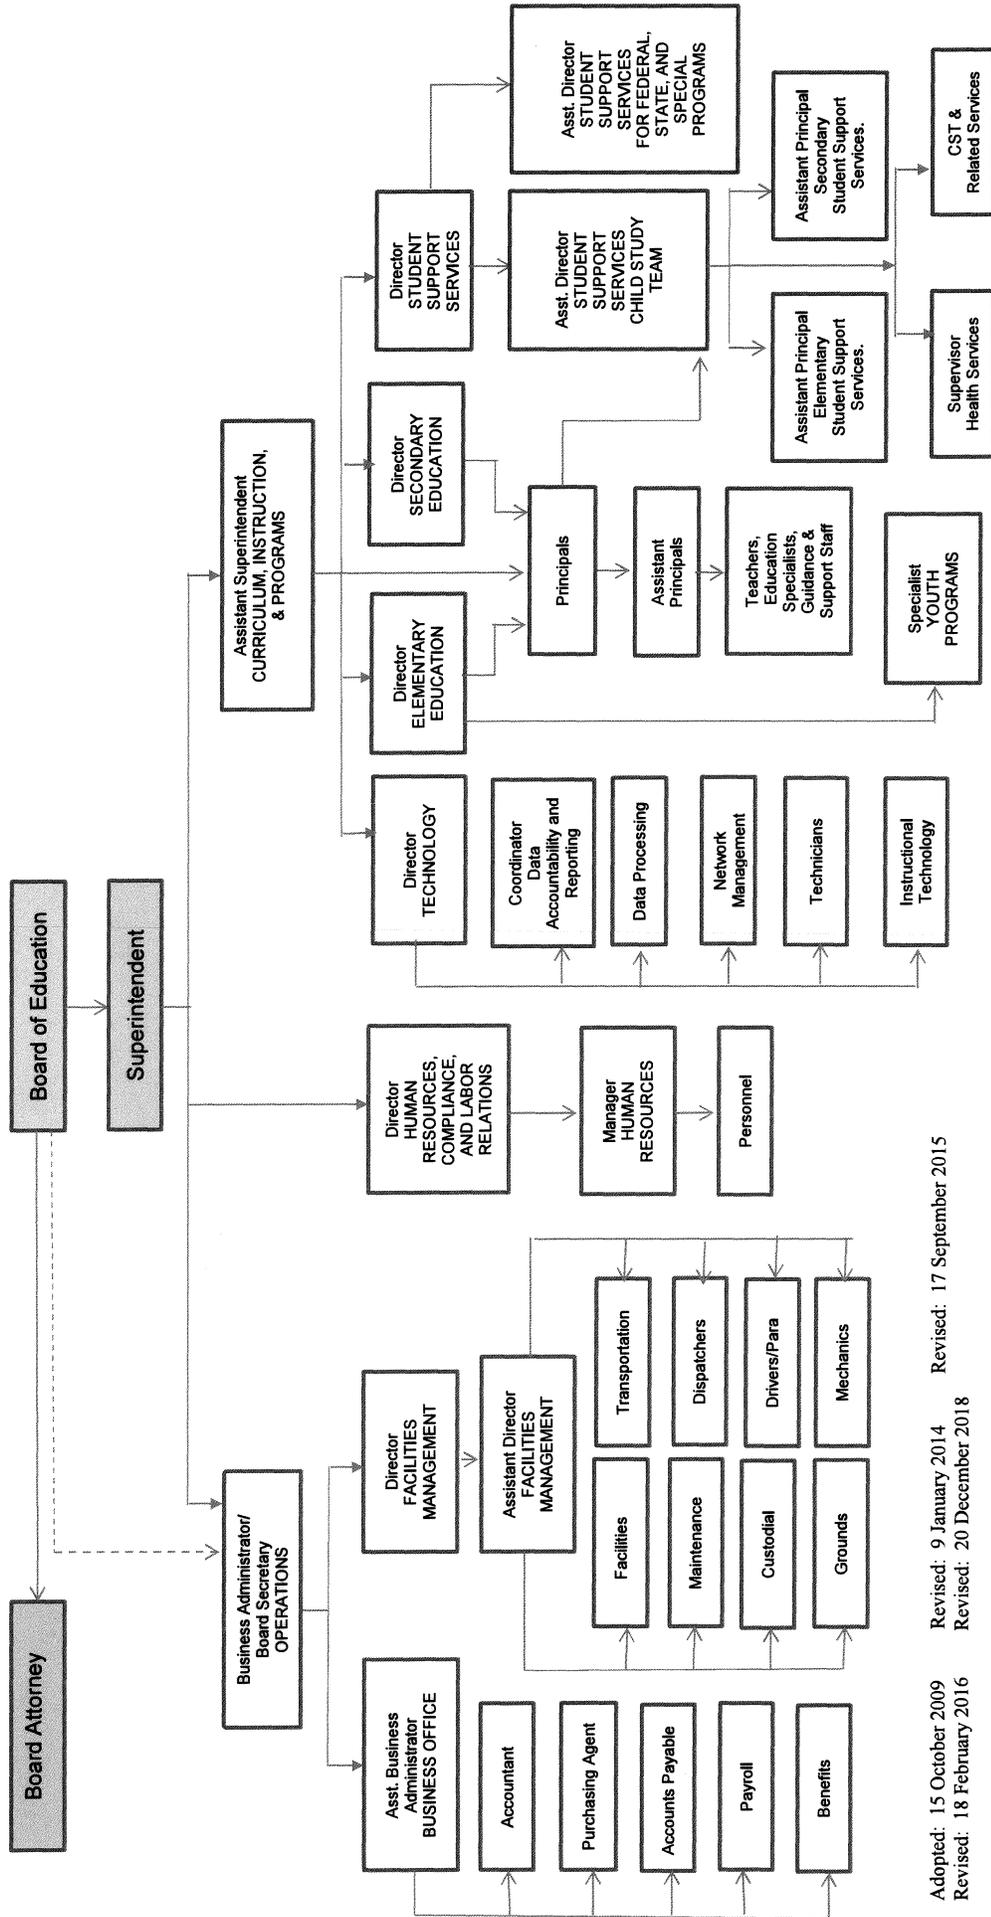 Board Attorney
Board of Education
Superintendent
Business Administrator/
Board Secretary
OPERATIONS
Assistant Superintendent
CURRICULUM, INSTRUCTION,
& PROGRAMS
Asst. Business
Administrator
BUSINESS OFFICE
Director
FACILITIES
MANAGEMENT
Director
HUMAN
RESOURCES,
COMPLIANCE,
AND LABOR
RELATIONS
Director
TECHNOLOGY
Director
ELEMENTARY
EDUCATION
Director
SECONDARY
EDUCATION
Director
STUDENT
SUPPORT
SERVICES
Accountant
Purchasing Agent
Accounts Payable
Payroll
Benefits
Assistant Director
FACILITIES
MANAGEMENT
Facilities
Maintenance
Custodial
Grounds
Transportation
Dispatchers
Drivers/Para
Mechanics
Manager
HUMAN
RESOURCES
Personnel
Coordinator
Data
Accountability and
Reporting
Data Processing
Network
Management
Technicians
Instructional
Technology
Principals
Assistant
Principals
Teachers,
Education
Specialists,
Guidance &
Support Staff
Specialist
YOUTH
PROGRAMS
Asst. Director
STUDENT
SUPPORT
SERVICES
CHILD STUDY
TEAM
Asst. Director
STUDENT
SUPPORT
SERVICES
FOR FEDERAL,
STATE, AND
SPECIAL
PROGRAMS
Assistant Principal
Elementary
Student Support
Services.
Assistant Principal
Secondary
Student Support
Services.
Supervisor
Health Services
CST &
Related Services
Adopted: 15 October 2009 Revised: 9 January 2014 Revised: 17 September 2015
Revised: 18 February 2016 Revised: 20 December 2018